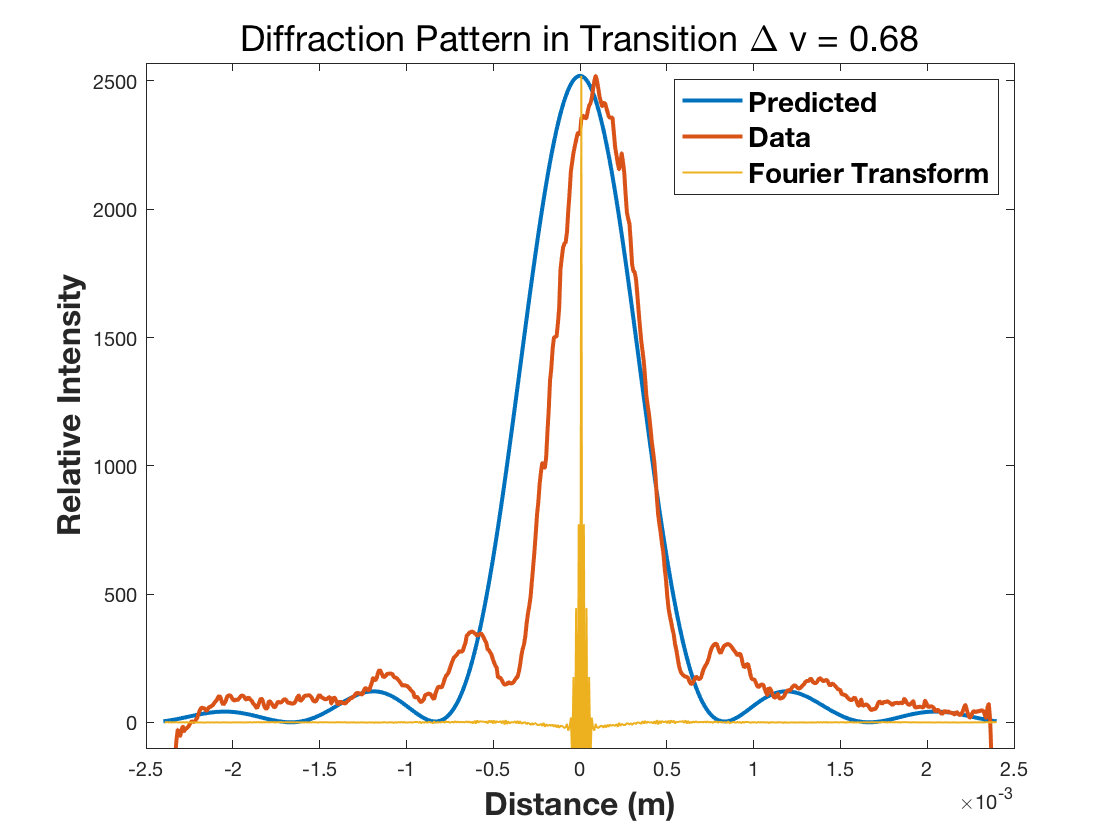 Diffraction Pattern in Transition Δ v = 0.68
Predicted
Data
Fourier Transform
Relative Intensity
2500
2000
1500
1000
500
0
-2.5 -2 -1.5 -1 -0.5 0 0.5 1 1.5 2 2.5
×10-3
Distance (m)